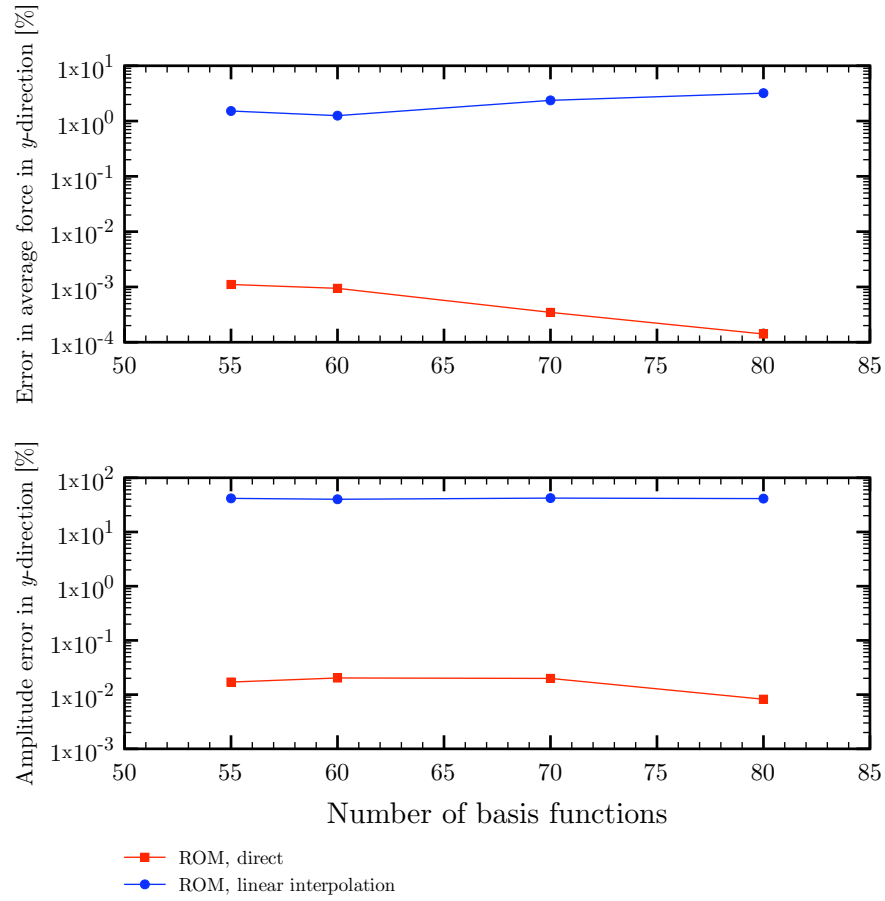 Error in average force in y-direction [%]
1x10^1
1x10^0
1x10^-1
1x10^-2
1x10^-3
1x10^-4
50 55 60 65 70 75 80 85
Amplitude error in y-direction [%]
1x10^2
1x10^1
1x10^0
1x10^-1
1x10^-2
1x10^-3
50 55 60 65 70 75 80 85
Number of basis functions
ROM, direct
ROM, linear interpolation